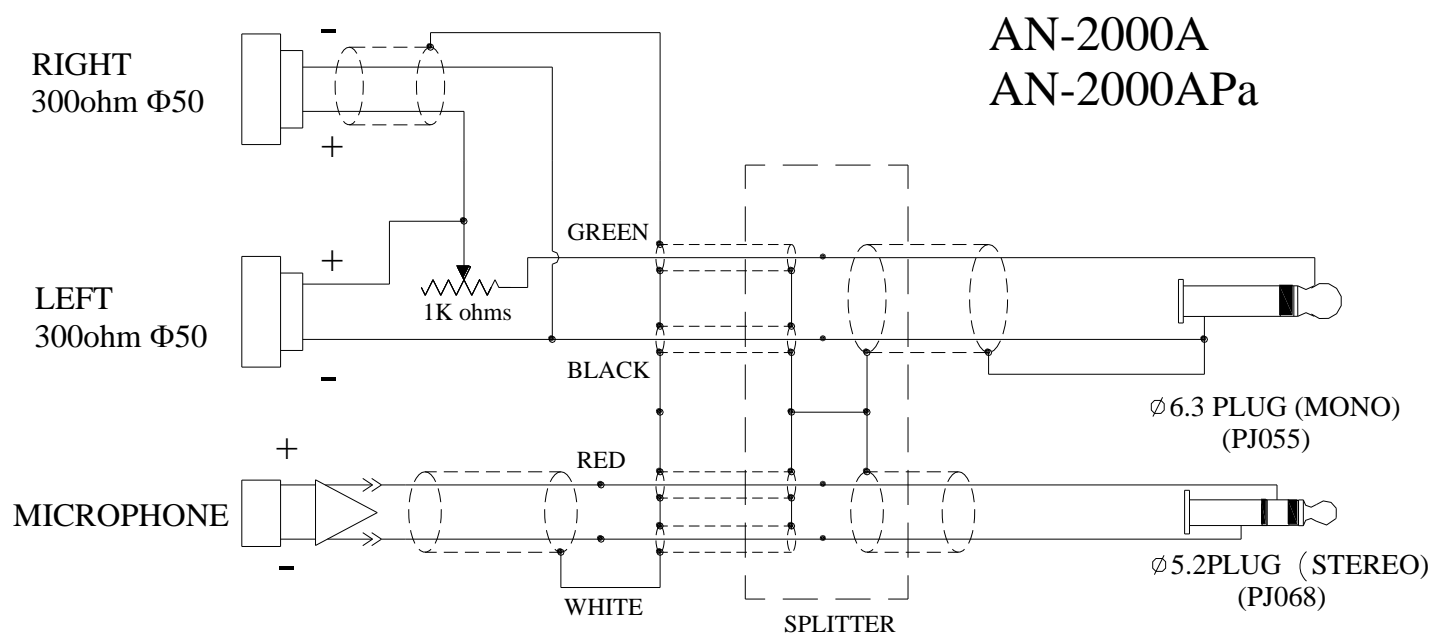 AN-2000A
AN-2000APa
RIGHT
300ohm Φ50
-
+
LEFT
300ohm Φ50
+
-
1K ohms
GREEN
BLACK
RED
WHITE
MICROPHONE
+
-
SPLITTER
∅6.3 PLUG (MONO)
(PJ055)
∅5.2PLUG (STEREO)
(PJ068)